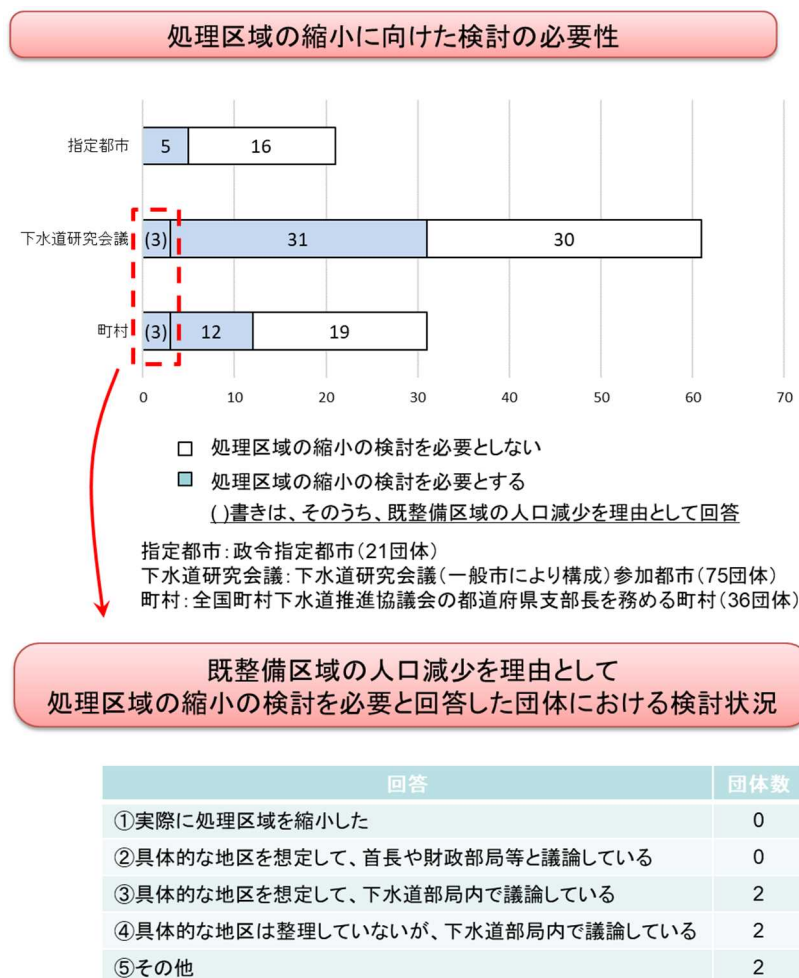 処理区域の縮小に向けた検討の必要性
指定都市 5 16
下水道研究会議 (3) 31 30
町村 (3) 12 19
0 10 20 30 40 50 60 70
□ 処理区域の縮小の検討を必要としない
■ 処理区域の縮小の検討を必要とする
( )書きは、そのうち、既整備区域の人口減少を理由として回答
指定都市：政令指定都市（21団体）
下水道研究会議：下水道研究会議（一般市により構成）参加都市（75団体）
町村：全国町村下水道推進協議会の都道府県支部長を務める町村（36団体）
既整備区域の人口減少を理由として
処理区域の縮小の検討を必要と回答した団体における検討状況
回答 団体数
①実際に処理区域を縮小した 0
②具体的な地区を想定して、首長や財政部局等と議論している 0
③具体的な地区を想定して、下水道部局内で議論している 2
④具体的な地区は整理していないが、下水道部局内で議論している 2
⑤その他 2